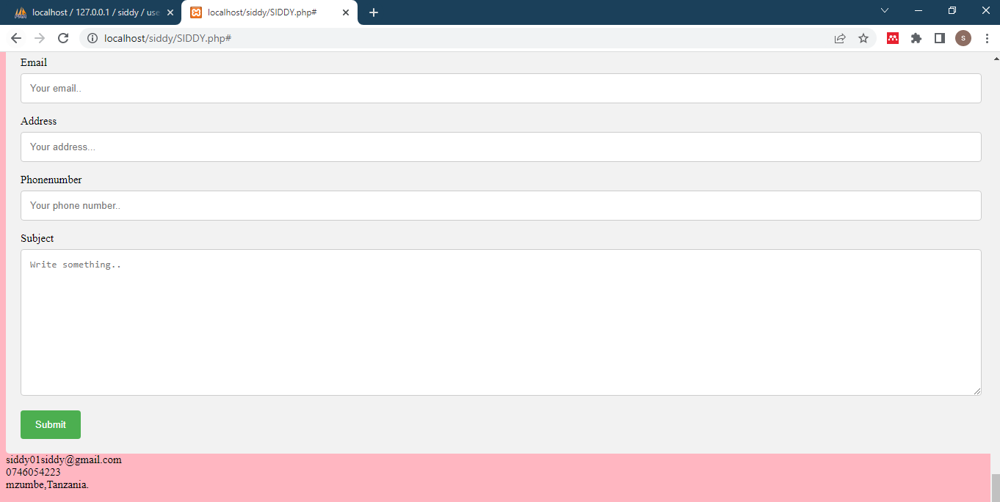 localhost / 127.0.0.1 / siddy / use
localhost/siddy/SIDDY.php#
localhost/siddy/SIDDY.php#
S
Email
Your email..
Address
Your address...
Phonenumber
Your phone number..
Subject
Write something..
Submit
siddy01siddy@gmail.com
0746054223
mzumbe,Tanzania.